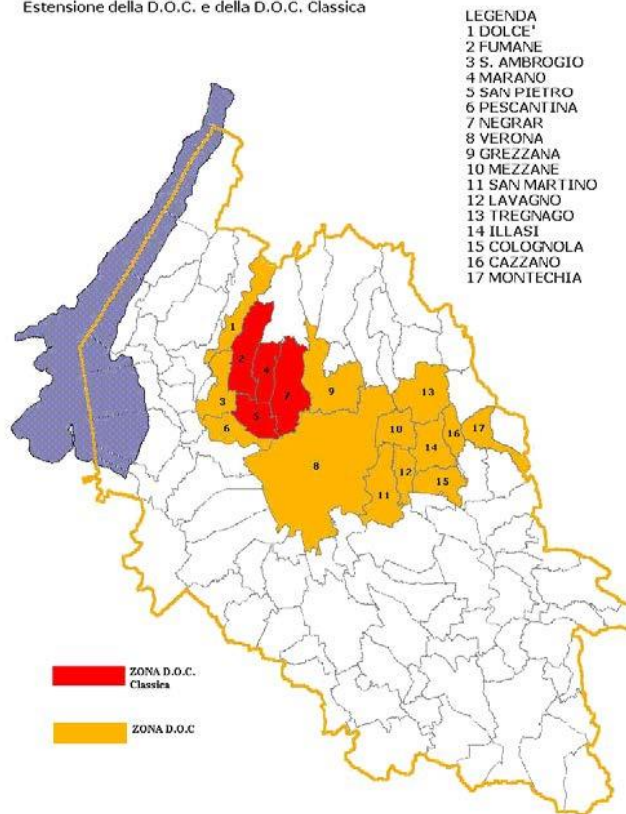 Estensione della D.O.C. e della D.O.C. Classica
LEGENDA
1 DOLCE'
2 FUMANE
3 S. AMBROGIO
4 MARANO
5 SAN PIETRO
6 PESCANTINA
7 NEGRAR
8 VERONA
9 GREZZANA
10 MEZZANE
11 SAN MARTINO
12 LAVAGNO
13 TREGNAGO
14 ILLASI
15 COLOGNOLA
16 CAZZANO
17 MONTECHIA
1
2
4
3
7
9
13
5
6
10
14
16
17
8
12
11
15
ZONA D.O.C.
Classica
ZONA D.O.C